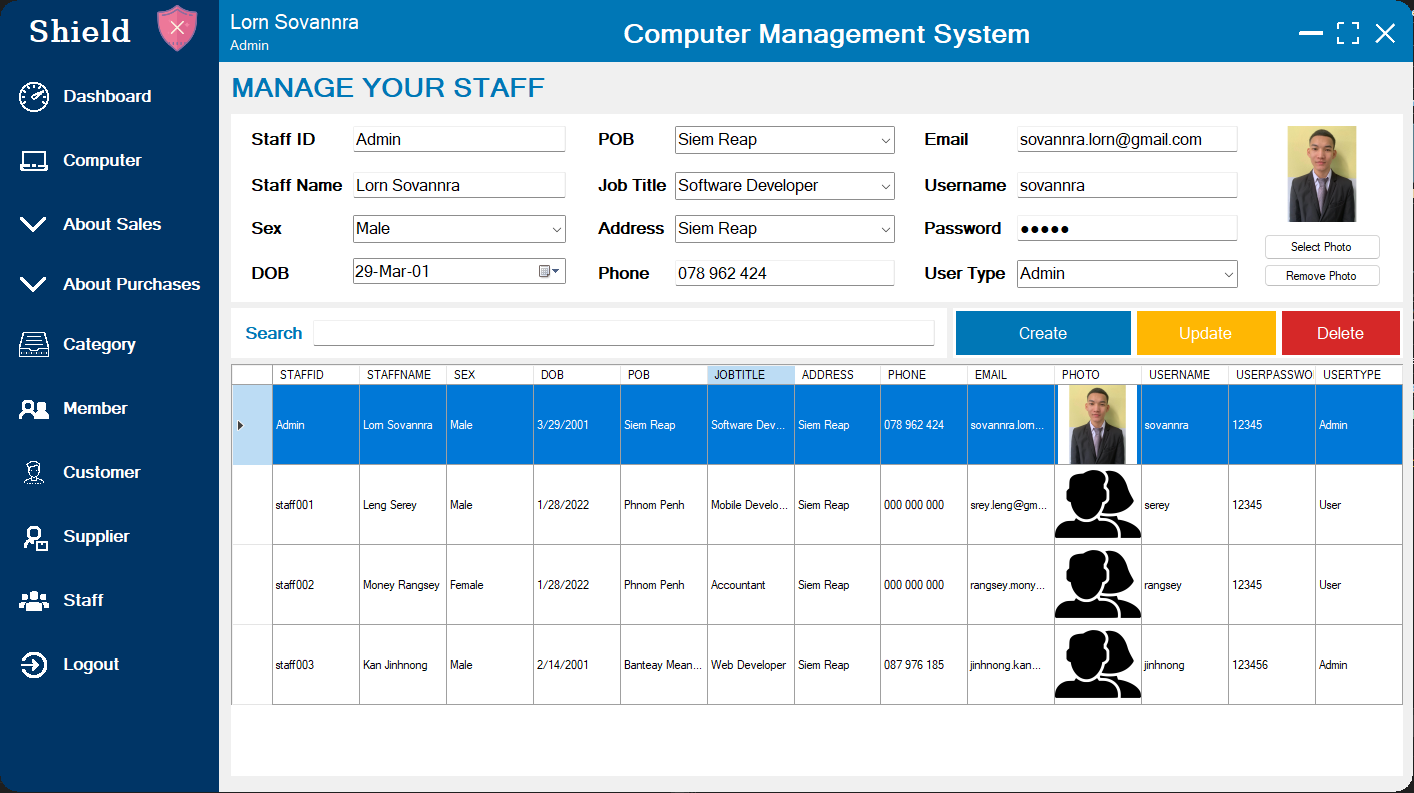 Shield
Lorn Sovannra
Admin
Computer Management System
Dashboard
Computer
About Sales
About Purchases
Category
Member
Customer
Supplier
Staff
Logout
MANAGE YOUR STAFF
Staff ID Admin POB Siem Reap Email sovannra.lorn@gmail.com
Staff Name Lorn Sovannra Job Title Software Developer Username sovannra
Sex Male Address Siem Reap Password ●●●●●
DOB 29-Mar-01 Phone 078 962 424 User Type Admin
Select Photo
Remove Photo
Search Create Update Delete
STAFFID STAFFNAME SEX DOB POB JOBTITLE ADDRESS PHONE EMAIL PHOTO USERNAME USERPASSWO USERTYPE
Admin Lorn Sovannra Male 3/29/2001 Siem Reap Software Dev... Siem Reap 078 962 424 sovannra.lorn... sovannra 12345 Admin
staff001 Leng Serey Male 1/28/2022 Phnom Penh Mobile Develo... Siem Reap 000 000 000 srey.leng@gm... serey 12345 User
staff002 Money Rangsey Female 1/28/2022 Phnom Penh Accountant Siem Reap 000 000 000 rangsey.mony... rangsey 12345 User
staff003 Kan Jinhnong Male 2/14/2001 Banteay Mean... Web Developer Siem Reap 087 976 185 jinhnong.kan... jinhnong 123456 Admin